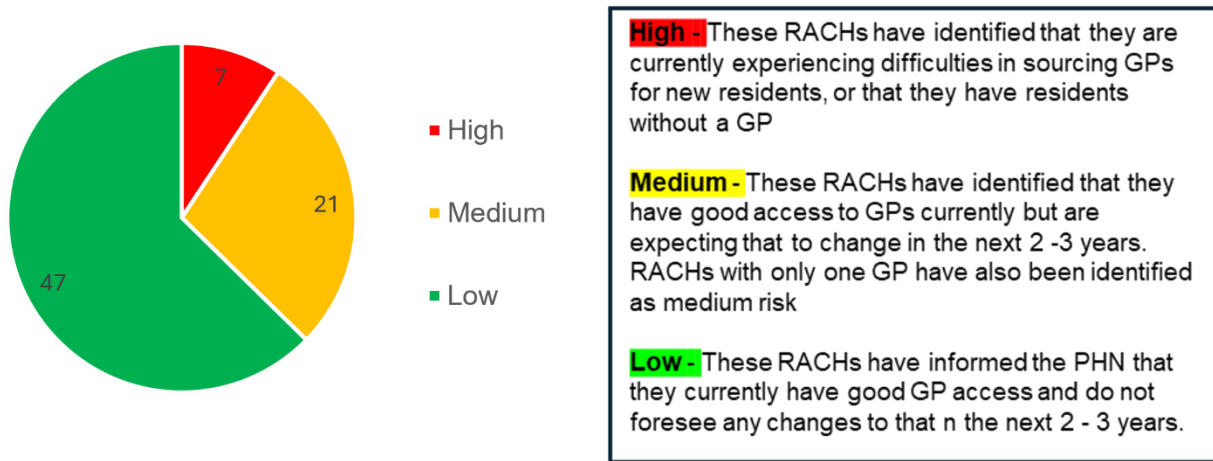 7
21
47
High
Medium
Low
High - These RACHs have identified that they are
currently experiencing difficulties in sourcing GPs
for new residents, or that they have residents
without a GP
Medium - These RACHs have identified that they
have good access to GPs currently but are
expecting that to change in the next 2 -3 years.
RACHs with only one GP have also been identified
as medium risk
Low - These RACHs have informed the PHN that
they currently have good GP access and do not
foresee any changes to that n the next 2 - 3 years.